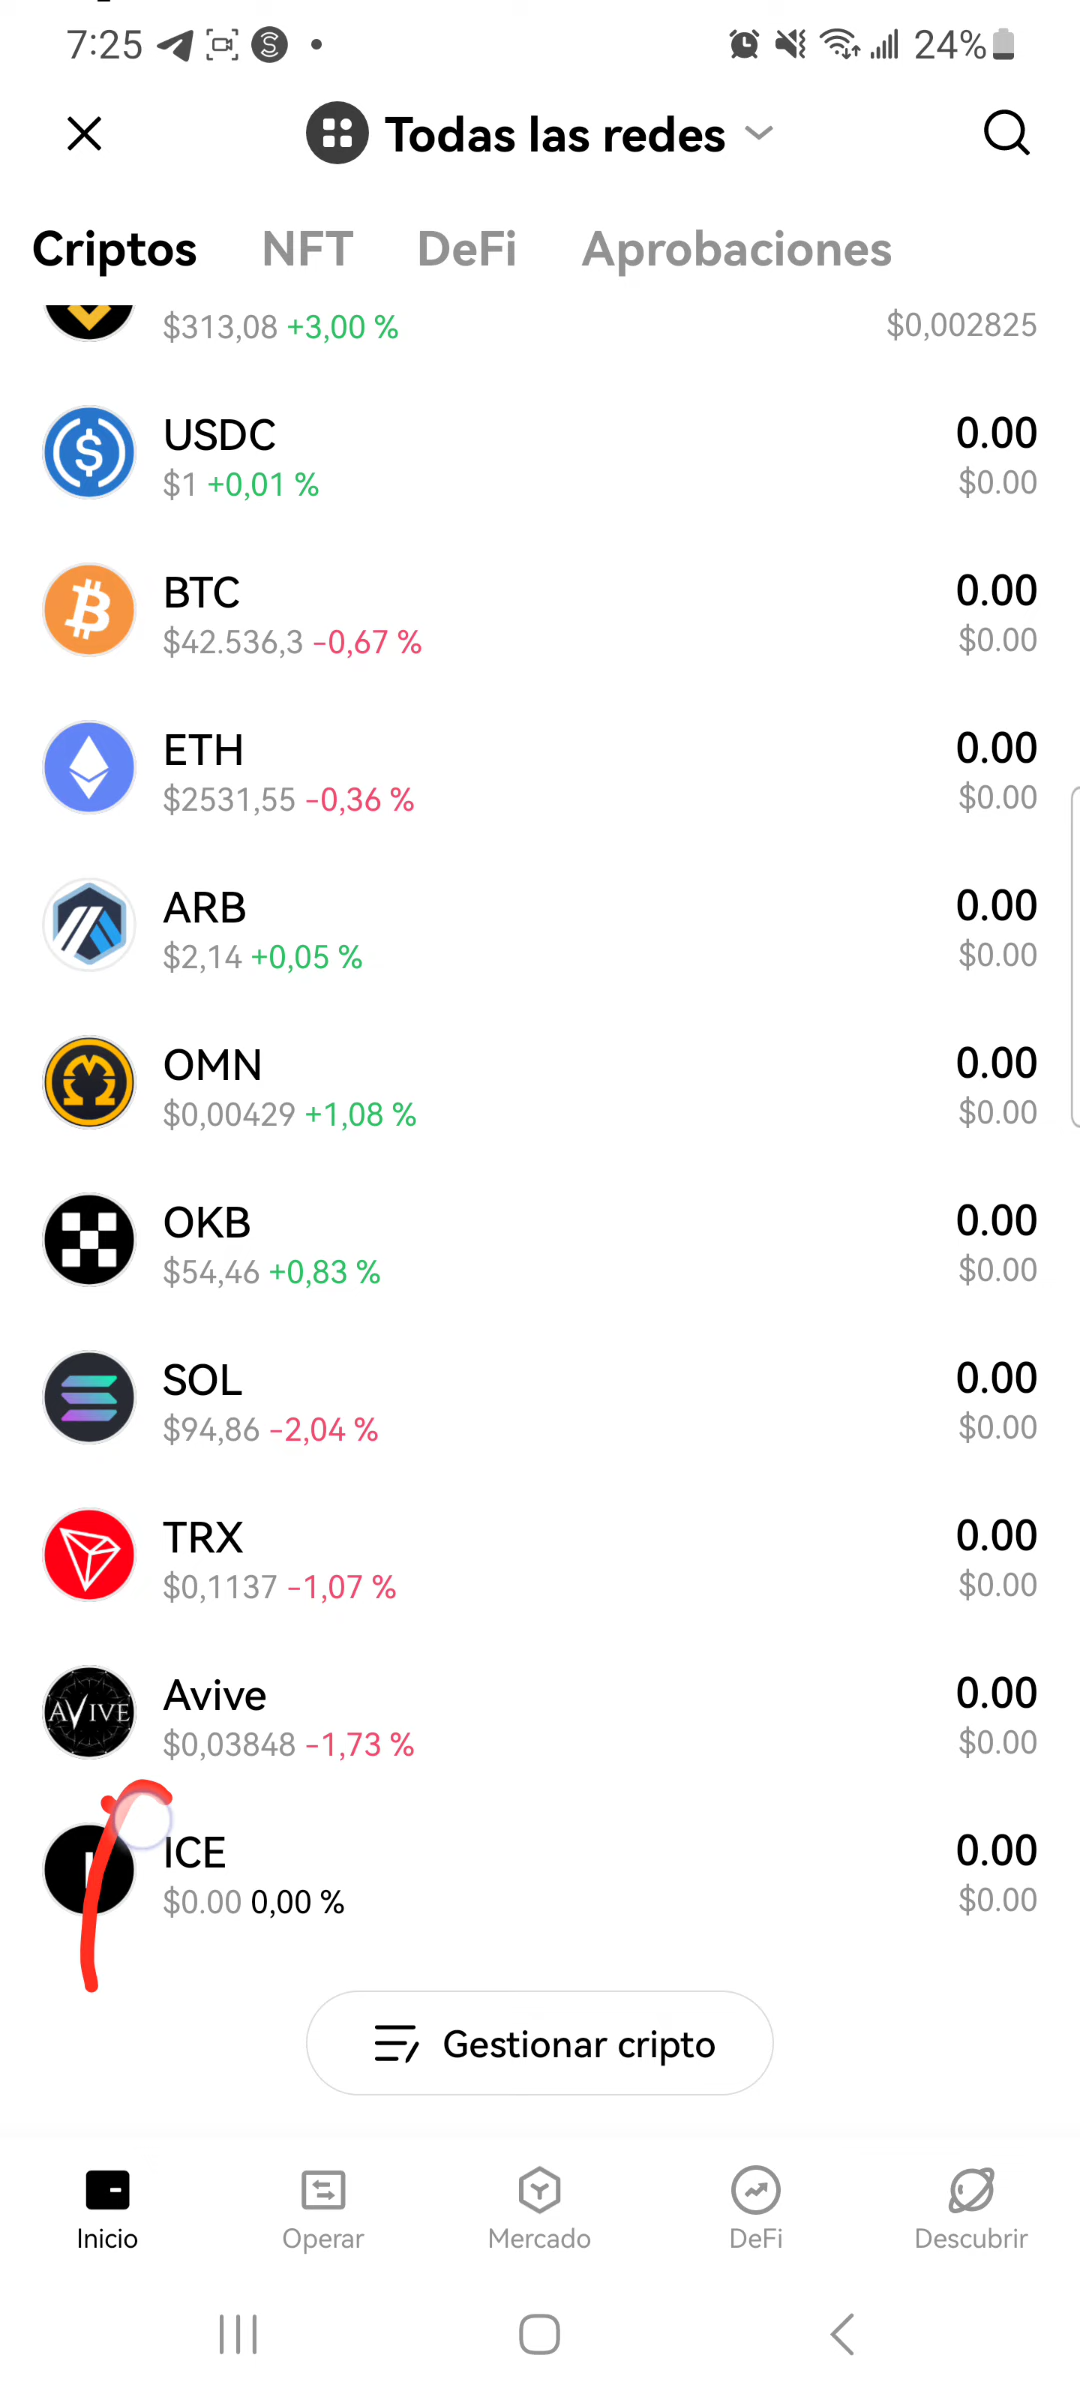 7:25
24%
Todas las redes
Criptos NFT DeFi Aprobaciones
$313,08 +3,00 % $0,002825
USDC 0.00
$1 +0,01 % $0.00
BTC 0.00
$42.536,3 -0,67 % $0.00
ETH 0.00
$2531,55 -0,36 % $0.00
ARB 0.00
$2,14 +0,05 % $0.00
OMN 0.00
$0,00429 +1,08 % $0.00
OKB 0.00
$54,46 +0,83 % $0.00
SOL 0.00
$94,86 -2,04 % $0.00
TRX 0.00
$0,1137 -1,07 % $0.00
AVIVE
Avive 0.00
$0,03848 -1,73 % $0.00
ICE 0.00
$0.00 0,00 % $0.00
Gestionar cripto
Inicio Operar Mercado DeFi Descubrir